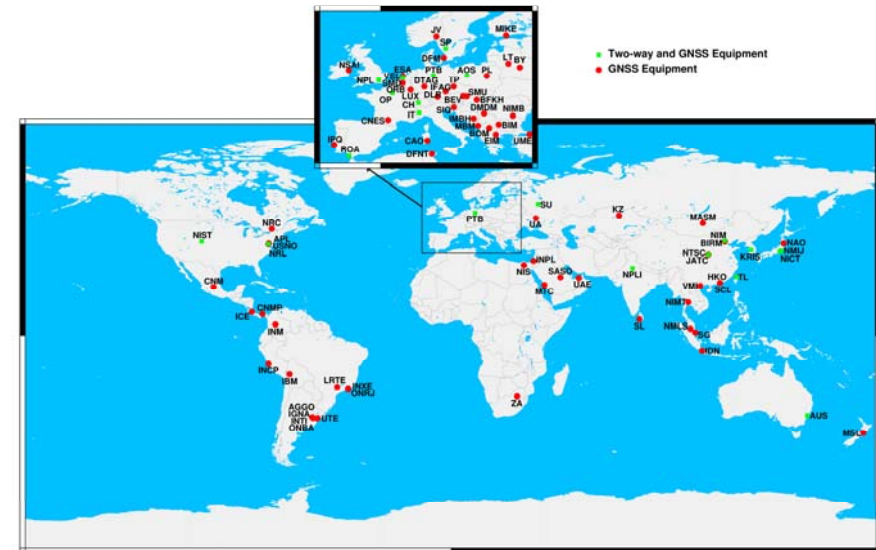 JV
SP
MIKE
DFM
LT
BY
NSAI
ESA
PTB
AOS
PL
NPL
VSL
SMD
DTAG
IFAG
TP
ORB
LUX
DLR
BEV
SMU
BFKH
OP
CH
SIQ
DMDM
NIMB
IT
IMBH
CNES
MBM
BIM
BOM
IPQ
ROA
CAO
DFNT
EIM
UME
Two-way and GNSS Equipment
GNSS Equipment
SU
PTB
UA
KZ
MASM
NIST
NRC
APL
USNO
NRL
NIM
BIRM
NAO
NMIJ
NICT
NTSC
JATC
KRIS
INPL
NIS
SASO
MTC
UAE
NPLI
HKO
SCL
TL
VMI
CNM
CNMP
ICE
INM
NIMT
SL
NMLS
SG
IDN
INCP
IBM
LRTE
INXE
ONRJ
ZA
AGGO
IGNA
INTI
ONBA
UTE
AUS
MSL